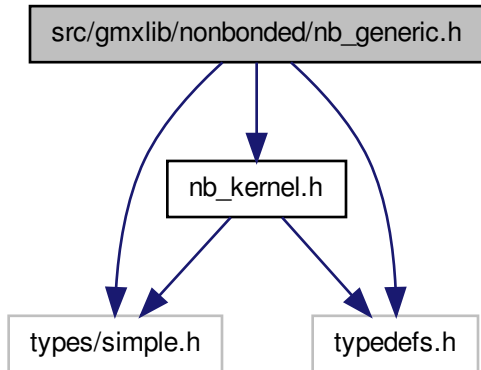 src/gmxlib/nonbonded/nb_generic.h
nb_kernel.h
types/simple.h
typedefs.h